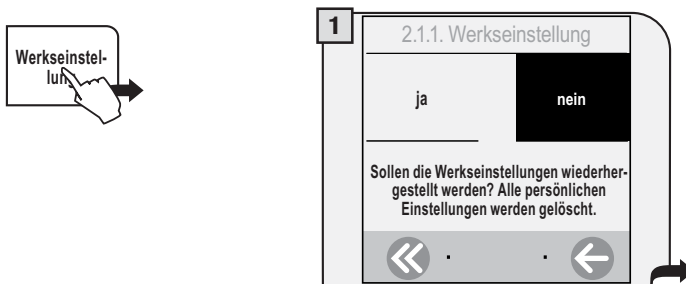 Werkseinstel-
lung
1
2.1.1. Werkseinstellung
ja
nein
Sollen die Werkseinstellungen wiederher-
gestellt werden? Alle persönlichen
Einstellungen werden gelöscht.